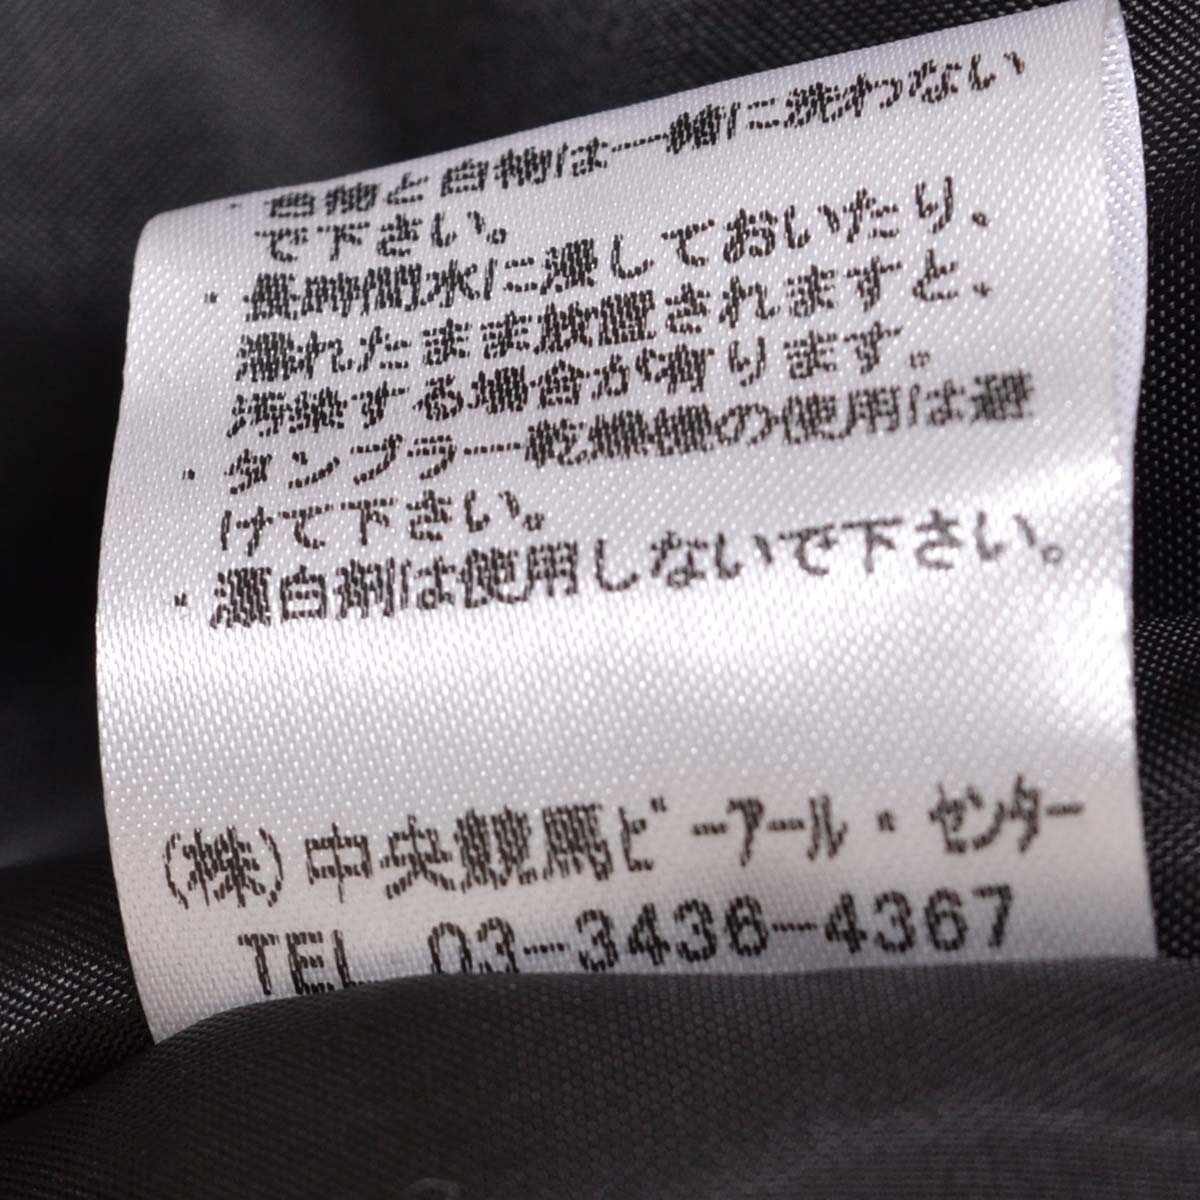 ・色物と白物は一緒に洗わない
で下さい。
・長時間水に浸しておいたり、
濡れたまま放置されますと、
汚染する場合が有ります。
・タンブラー乾燥機の使用は避
けて下さい。
・漂白剤は使用しないで下さい。
(株)中央競馬ピーアール・センター
TEL 03-3436-4367